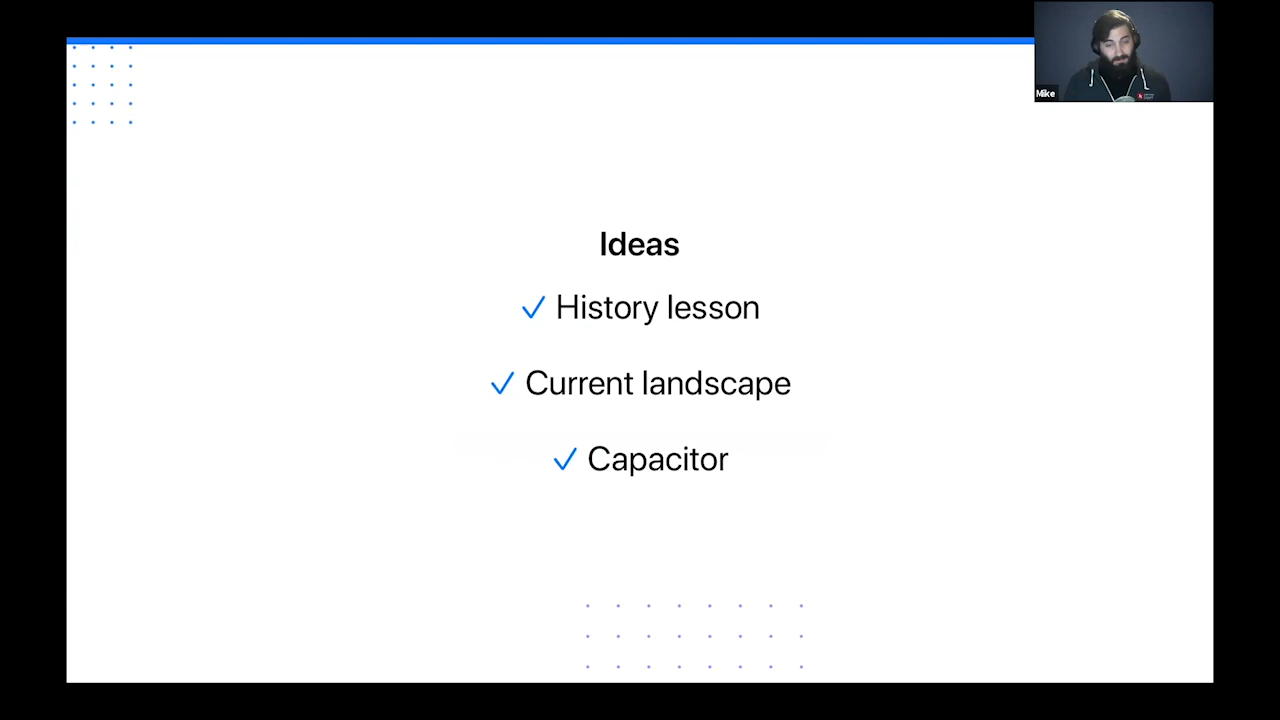 Mike
Ideas
✓ History lesson
✓ Current landscape
✓ Capacitor